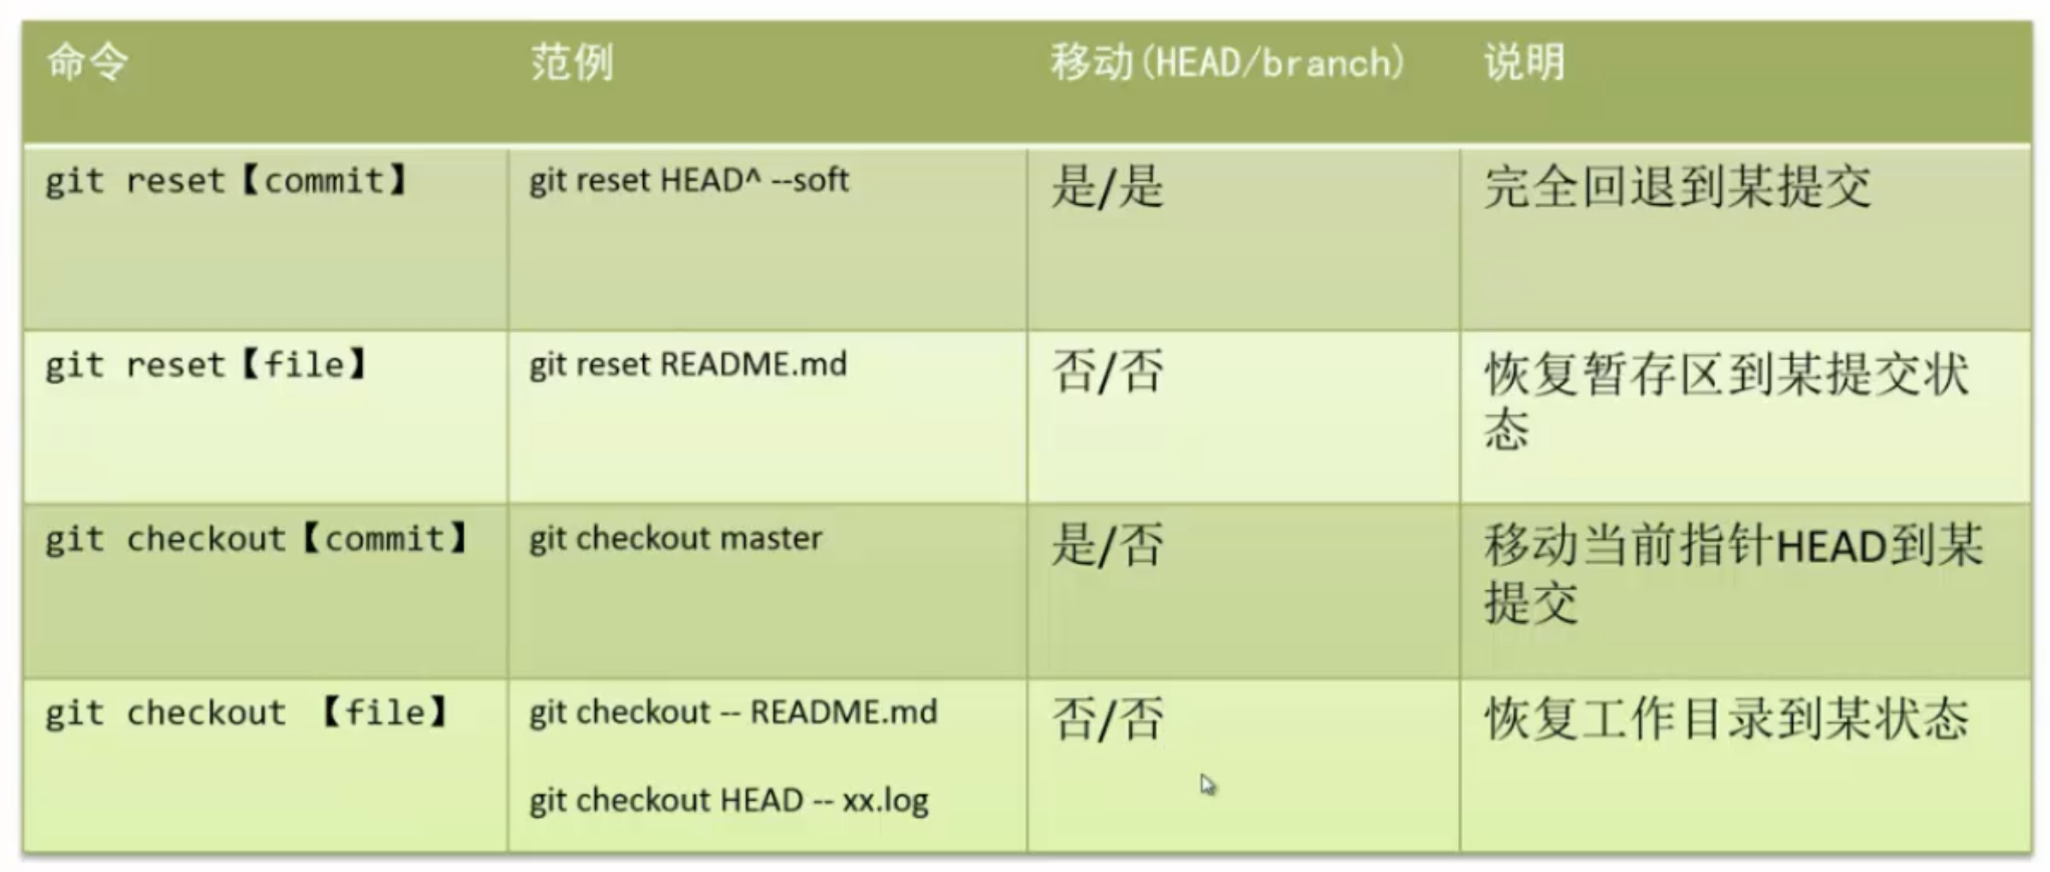 命令 范例 移动(HEAD/branch) 说明
git reset【commit】 git reset HEAD^ --soft 是/是 完全回退到某提交
git reset【file】 git reset README.md 否/否 恢复暂存区到某提交状
态
git checkout【commit】 git checkout master 是/否 移动当前指针HEAD到某
提交
git checkout 【file】 git checkout -- README.md 否/否 恢复工作目录到某状态
git checkout HEAD -- xx.log